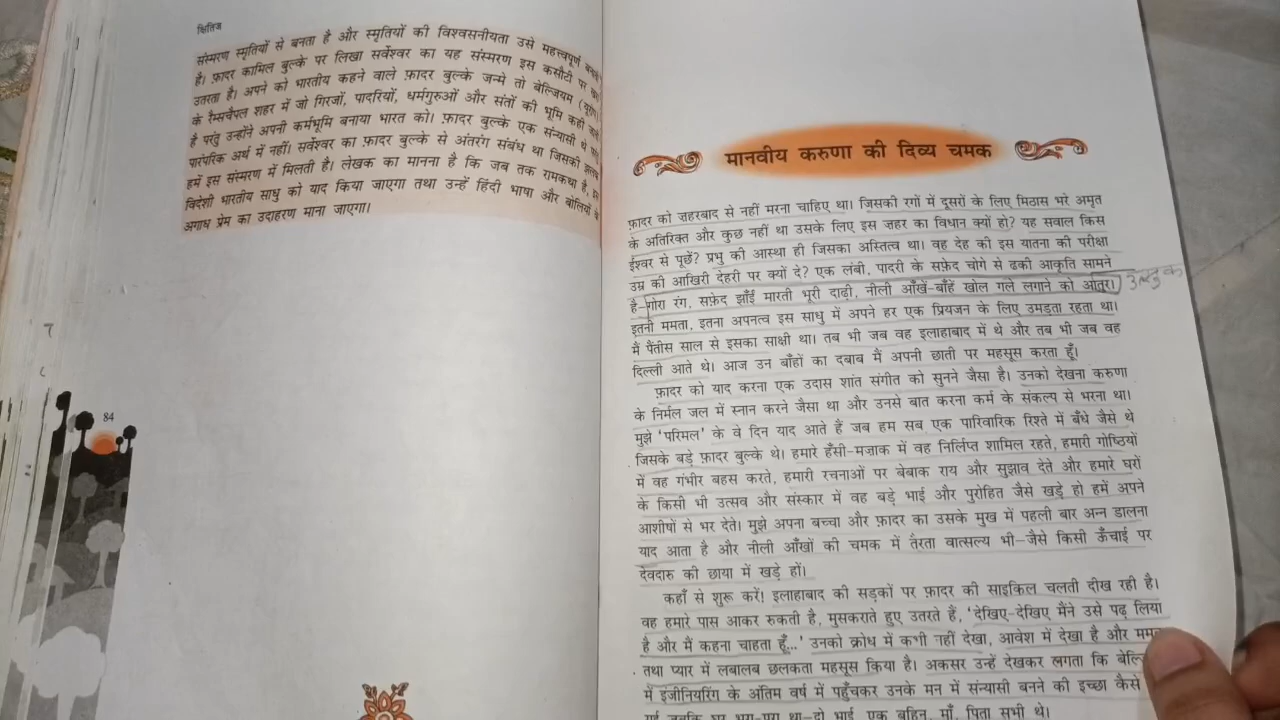 क्षितिज
संस्मरण स्मृतियों से बनता है और स्मृतियों की विश्वसनीयता उसे महत्त्वपूर्ण
है। फ़ादर कामिल बुल्के पर लिखा सर्वेश्वर का यह संस्मरण इस कसौटी पर
उतरता है। अपने को भारतीय कहने वाले फ़ादर बुल्के जन्मे तो बेल्जियम (यूरोप)
के रैम्सचैपल शहर में जो गिरजों, पादरियों, धर्मगुरुओं और संतों की भूमि कही
है परंतु उन्होंने अपनी कर्मभूमि बनाया भारत को। फ़ादर बुल्के एक संन्यासी थे
पारंपरिक अर्थ में नहीं। सर्वेश्वर का फ़ादर बुल्के से अंतरंग संबंध था जिसकी
हमें इस संस्मरण में मिलती है। लेखक का मानना है कि जब तक रामकथा है,
विदेशी भारतीय साधु को याद किया जाएगा तथा उन्हें हिंदी भाषा और बोलियों
अगाध प्रेम का उदाहरण माना जाएगा।
84
मानवीय करुणा की दिव्य चमक
फ़ादर को ज़हरबाद से नहीं मरना चाहिए था। जिसकी रगों में दूसरों के लिए मिठास भरे अमृत
के अतिरिक्त और कुछ नहीं था उसके लिए इस ज़हर का विधान क्यों हो? यह सवाल किस
ईश्वर से पूछें? प्रभु की आस्था ही जिसका अस्तित्व था। वह देह की इस यातना की परीक्षा
उम्र की आखिरी देहरी पर क्यों दे? एक लंबी, पादरी के सफ़ेद चोगे से ढकी आकृति सामने
है–गोरा रंग, सफ़ेद झाँईं मारती भूरी दाढ़ी, नीली आँखें–बाँहें खोल गले लगाने को आतुर।
इतनी ममता, इतना अपनत्व इस साधु में अपने हर एक प्रियजन के लिए उमड़ता रहता था।
मैं पैंतीस साल से इसका साक्षी था। तब भी जब वह इलाहाबाद में थे और तब भी जब वह
दिल्ली आते थे। आज उन बाँहों का दबाव मैं अपनी छाती पर महसूस करता हूँ।
फ़ादर को याद करना एक उदास शांत संगीत को सुनने जैसा है। उनको देखना करुणा
के निर्मल जल में स्नान करने जैसा था और उनसे बात करना कर्म के संकल्प से भरना था।
मुझे 'परिमल' के वे दिन याद आते हैं जब हम सब एक पारिवारिक रिश्ते में बँधे जैसे थे
जिसके बड़े फ़ादर बुल्के थे। हमारे हँसी-मज़ाक में वह निर्लिप्त शामिल रहते, हमारी गोष्ठियों
में वह गंभीर बहस करते, हमारी रचनाओं पर बेबाक राय और सुझाव देते और हमारे घरों
के किसी भी उत्सव और संस्कार में वह बड़े भाई और पुरोहित जैसे खड़े हो हमें अपने
आशीषों से भर देते। मुझे अपना बच्चा और फ़ादर का उसके मुख में पहली बार अन्न डालना
याद आता है और नीली आँखों की चमक में तैरता वात्सल्य भी–जैसे किसी ऊँचाई पर
देवदारु की छाया में खड़े हों।
कहाँ से शुरू करें! इलाहाबाद की सड़कों पर फ़ादर की साइकिल चलती दीख रही है।
वह हमारे पास आकर रुकती है, मुसकराते हुए उतरते हैं, 'देखिए-देखिए मैंने उसे पढ़ लिया
है और मैं कहना चाहता हूँ...' उनको क्रोध में कभी नहीं देखा, आवेश में देखा है और
तथा प्यार में लबालब छलकता महसूस किया है। अकसर उन्हें देखकर लगता कि
में इंजीनियरिंग के अंतिम वर्ष में पहुँचकर उनके मन में संन्यासी बनने की इच्छा कैसे
जबकि घर भरा-पूरा था–दो भाई, एक बहिन, माँ, पिता सभी थे।